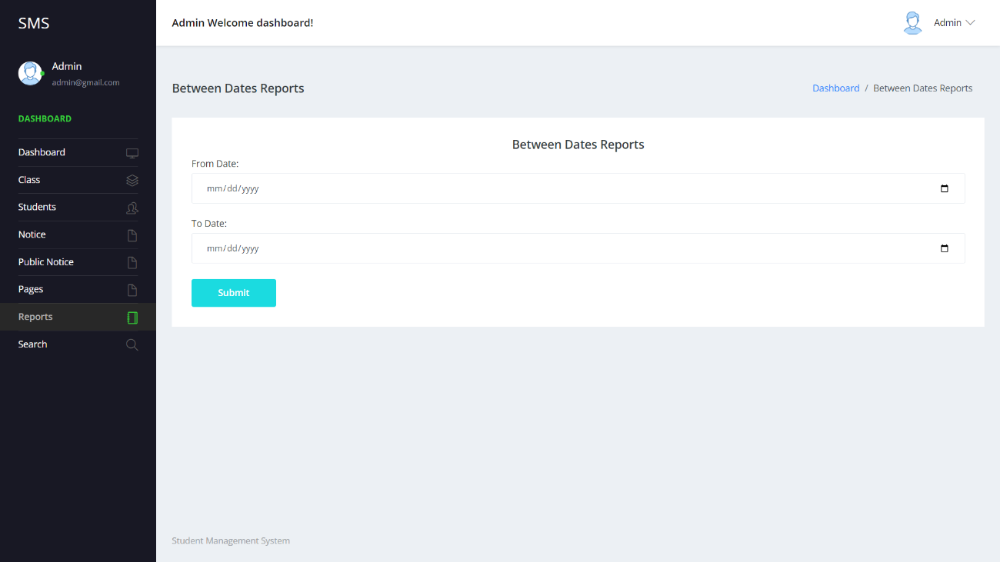 SMS
Admin Welcome dashboard!
Admin
Admin
admin@gmail.com
DASHBOARD
Dashboard
Class
Students
Notice
Public Notice
Pages
Reports
Search
Between Dates Reports
Dashboard / Between Dates Reports
Between Dates Reports
From Date:
mm/dd/yyyy
To Date:
mm/dd/yyyy
Submit
Student Management System